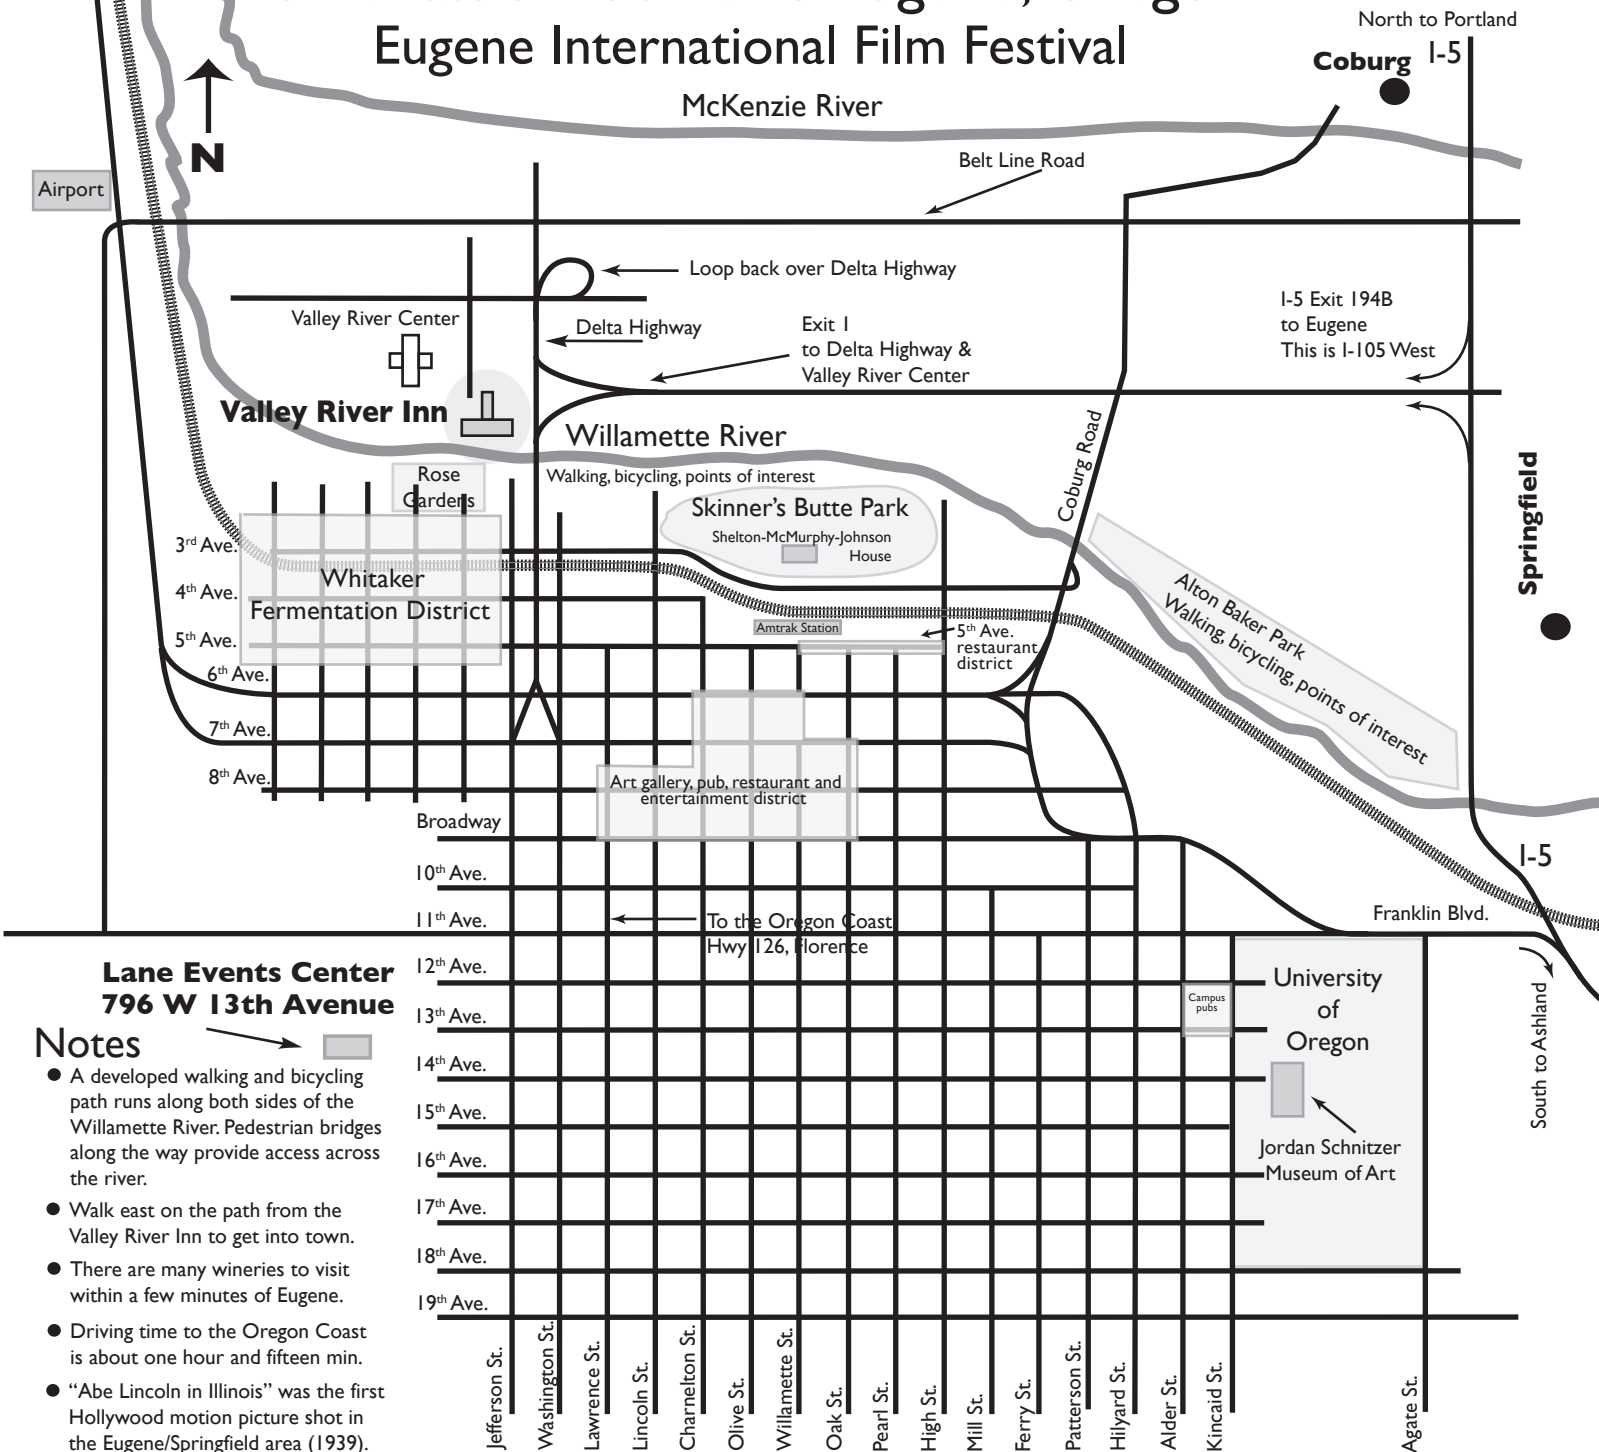 Eugene International Film Festival
North to Portland
I-5
Coburg
McKenzie River
N
Belt Line Road
Airport
Loop back over Delta Highway
Valley River Center
Delta Highway
Exit 1
to Delta Highway &
Valley River Center
I-5 Exit 194B
to Eugene
This is I-105 West
Valley River Inn
Willamette River
Coburg Road
Walking, bicycling, points of interest
Rose
Gardens
Skinner's Butte Park
Shelton-McMurphy-Johnson
House
Springfield
3rd Ave.
Whitaker
Fermentation District
4th Ave.
5th Ave.
Amtrak Station
5th Ave.
restaurant
district
Alton Baker Park
Walking, bicycling, points of interest
6th Ave.
7th Ave.
8th Ave.
Art gallery, pub, restaurant and
entertainment district
Broadway
I-5
10th Ave.
11th Ave.
To the Oregon Coast
Hwy 126, Florence
Franklin Blvd.
12th Ave.
Lane Events Center
796 W 13th Avenue
University
of
Oregon
Campus
pubs
13th Ave.
South to Ashland
14th Ave.
15th Ave.
Jordan Schnitzer
Museum of Art
16th Ave.
17th Ave.
18th Ave.
19th Ave.
Notes
● A developed walking and bicycling
path runs along both sides of the
Willamette River. Pedestrian bridges
along the way provide access across
the river.
● Walk east on the path from the
Valley River Inn to get into town.
● There are many wineries to visit
within a few minutes of Eugene.
● Driving time to the Oregon Coast
is about one hour and fifteen min.
● “Abe Lincoln in Illinois” was the first
Hollywood motion picture shot in
the Eugene/Springfield area (1939).
Jefferson St.
Washington St.
Lawrence St.
Lincoln St.
Charnelton St.
Olive St.
Willamette St.
Oak St.
Pearl St.
High St.
Mill St.
Ferry St.
Patterson St.
Hilyard St.
Alder St.
Kincaid St.
Agate St.